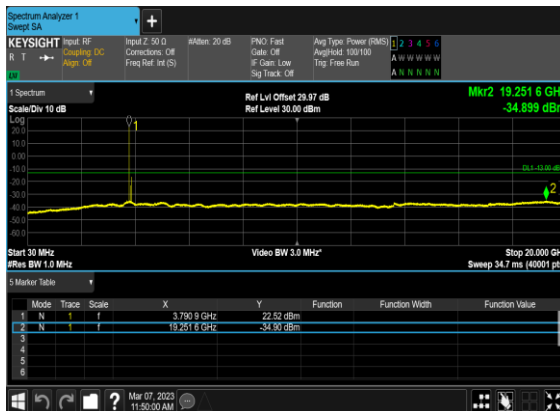 Spectrum Analyzer 1
Swept SA
+
KEYSIGHT Input: RF Input Z: 50 Ω #Atten: 20 dB PNO: Fast Avg Type: Power (RMS) 1 2 3 4 5 6
R T Coupling: DC Corrections: Off Gate: Off Avg|Hold: 100/100 A W W W W W
Align: Off Freq Ref: Int (S) IF Gain: Low Trig: Free Run A N N N N N
Sig Track: Off
1 Spectrum Ref Lvl Offset 29.97 dB Mkr2 19.251 6 GHz
Scale/Div 10 dB Ref Level 30.00 dBm -34.899 dBm
Log
20.0
10.0
0.00
-10.0
-20.0
-30.0
-40.0
-50.0
-60.0
1
DL1 -13.00 dB
2
Start 30 MHz Video BW 3.0 MHz* Stop 20.000 GH
#Res BW 1.0 MHz Sweep 34.7 ms (40001 pt
5 Marker Table
Mode Trace Scale X Y Function Function Width Function Value
1 N 1 f 3.790 9 GHz 22.52 dBm
2 N 1 f 19.251 6 GHz -34.90 dBm
3
4
5
6
? Mar 07, 2023
11:50:00 AM